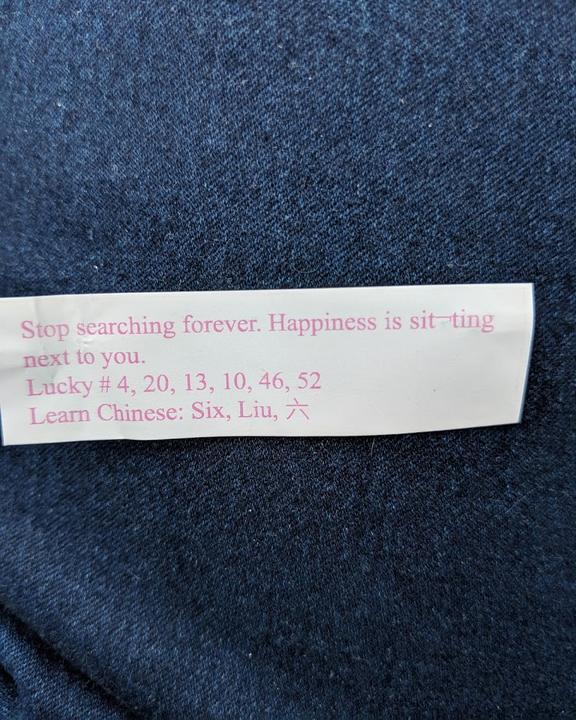 Stop searching forever. Happiness is sit-ting
next to you.
Lucky # 4, 20, 13, 10, 46, 52
Learn Chinese: Six, Liu, 六